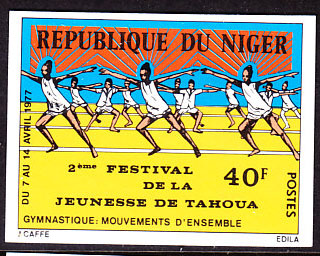 REPUBLIQUE DU NIGER
DU 7 AU 14 AVRIL 1977
2ème FESTIVAL
DE LA
JEUNESSE DE TAHOUA
40F
POSTES
GYMNASTIQUE: MOUVEMENTS D'ENSEMBLE
J CAFFE
EDILA